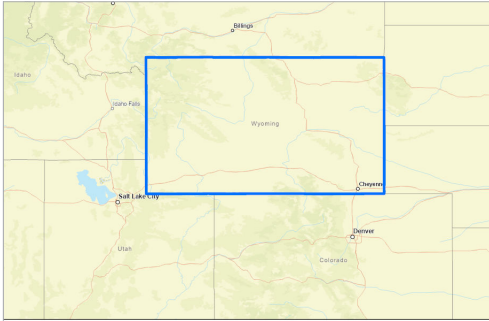 Billings
Idaho
Idaho Falls
Wyoming
Cheyenne
Salt Lake City
Denver
Utah
Colorado